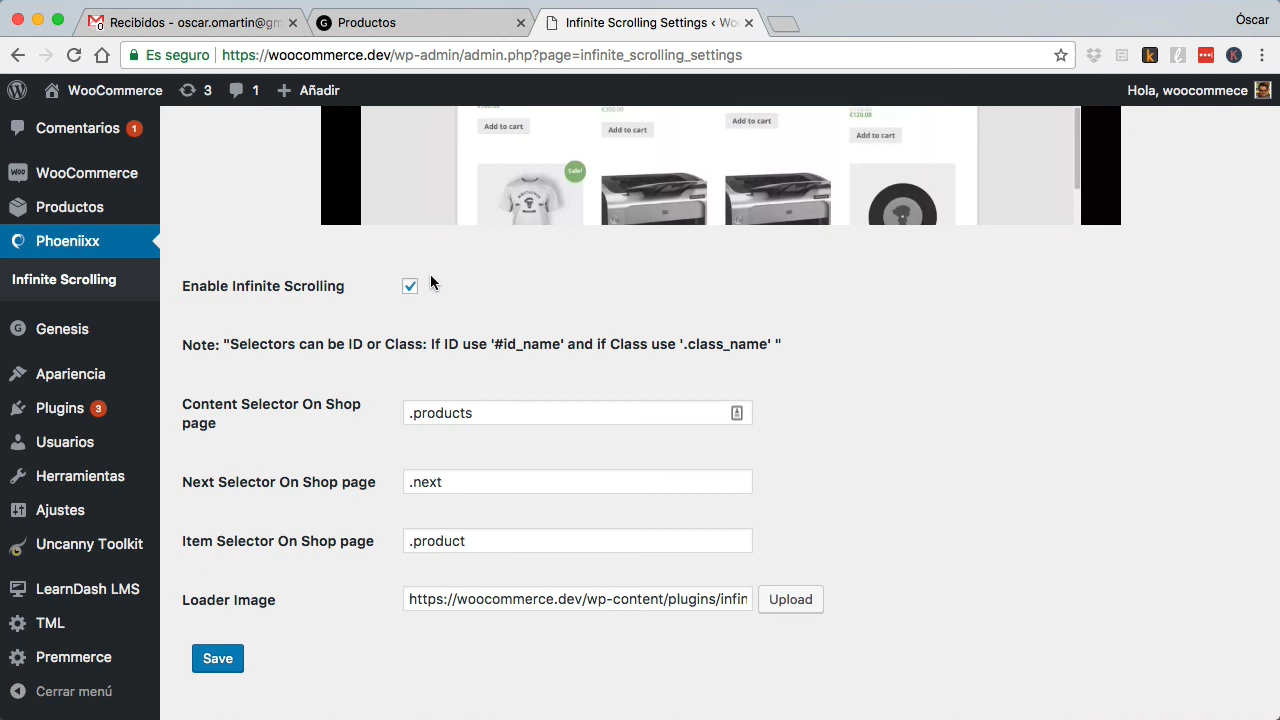 Recibidos - oscar.omartin@gm
Productos
Infinite Scrolling Settings ‹ Wo
Óscar
Es seguro
https://woocommerce.dev/wp-admin/admin.php?page=infinite_scrolling_settings
WooCommerce
3
1
Añadir
Hola, woocommece
Comentarios 1
WooCommerce
Productos
Phoeniixx
Infinite Scrolling
Genesis
Apariencia
Plugins 3
Usuarios
Herramientas
Ajustes
Uncanny Toolkit
LearnDash LMS
TML
Premmerce
Cerrar menú
€300.00
€120.00
Add to cart
Add to cart
Add to cart
Add to cart
Sale!
Enable Infinite Scrolling
Note: "Selectors can be ID or Class: If ID use '#id_name' and if Class use '.class_name' "
Content Selector On Shop
page
.products
Next Selector On Shop page
.next
Item Selector On Shop page
.product
Loader Image
https://woocommerce.dev/wp-content/plugins/infin
Upload
Save